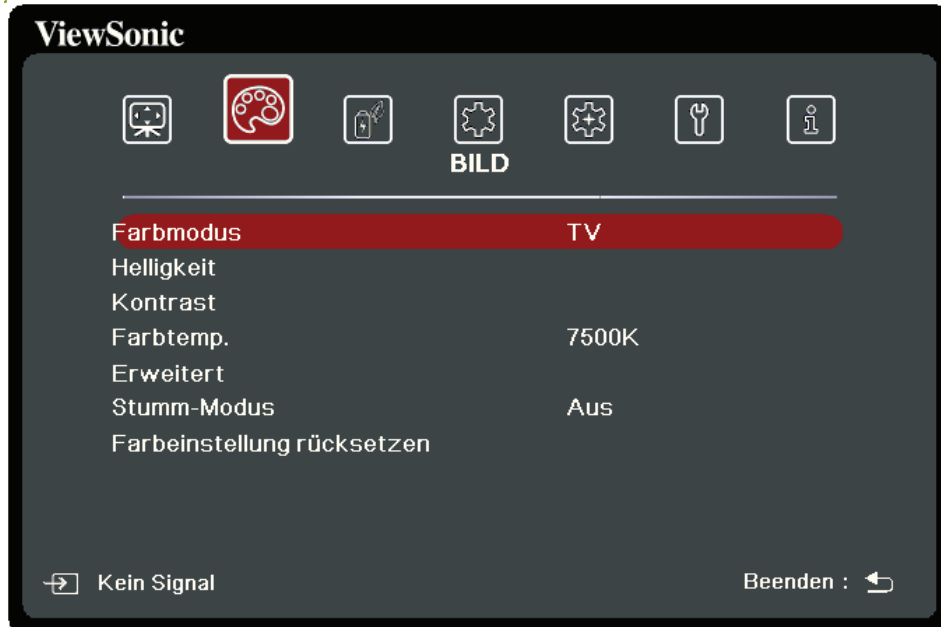 ViewSonic
BILD
Farbmodus TV
Helligkeit
Kontrast
Farbtemp. 7500K
Erweitert
Stumm-Modus Aus
Farbeinstellung rücksetzen
Kein Signal Beenden :